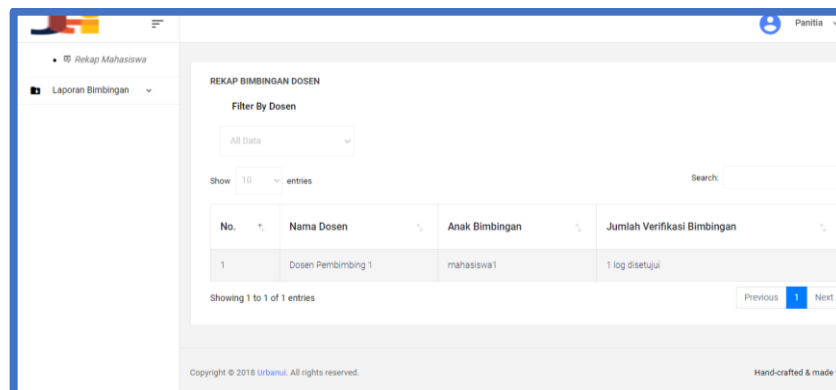 Panitia
Rekap Mahasiswa
Laporan Bimbingan
REKAP BIMBINGAN DOSEN
Filter By Dosen
All Data
Show 10 entries
Search:
No. Nama Dosen Anak Bimbingan Jumlah Verifikasi Bimbingan
1 Dosen Pembimbing 1 mahasiswa1 1 log disetujui
Showing 1 to 1 of 1 entries
Previous 1 Next
Copyright © 2018 Urbanui. All rights reserved.
Hand-crafted & made